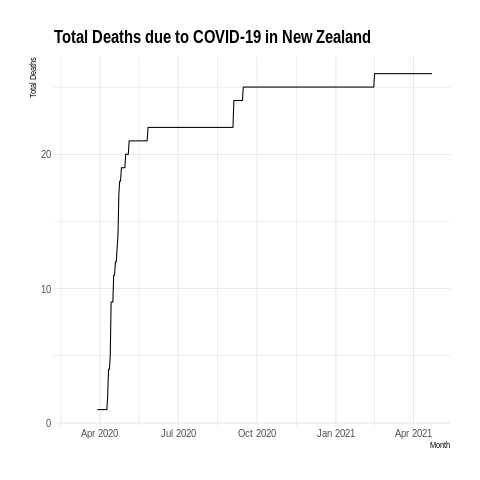 Total Deaths due to COVID-19 in New Zealand
Total Deaths
20
10
0
Apr 2020 Jul 2020 Oct 2020 Jan 2021 Apr 2021
Month